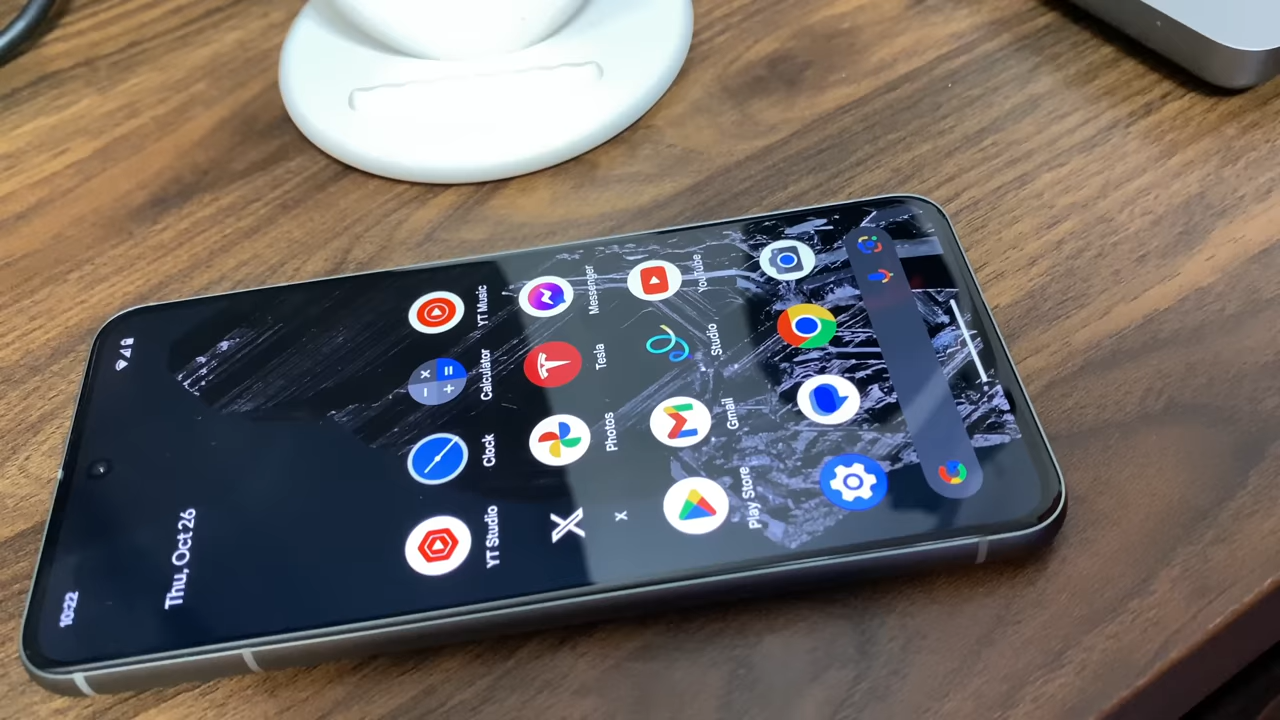 10:22
Thu, Oct 26
YT Studio
Clock
Calculator
YT Music
X
Photos
Tesla
Messenger
Play Store
Gmail
Studio
YouTube